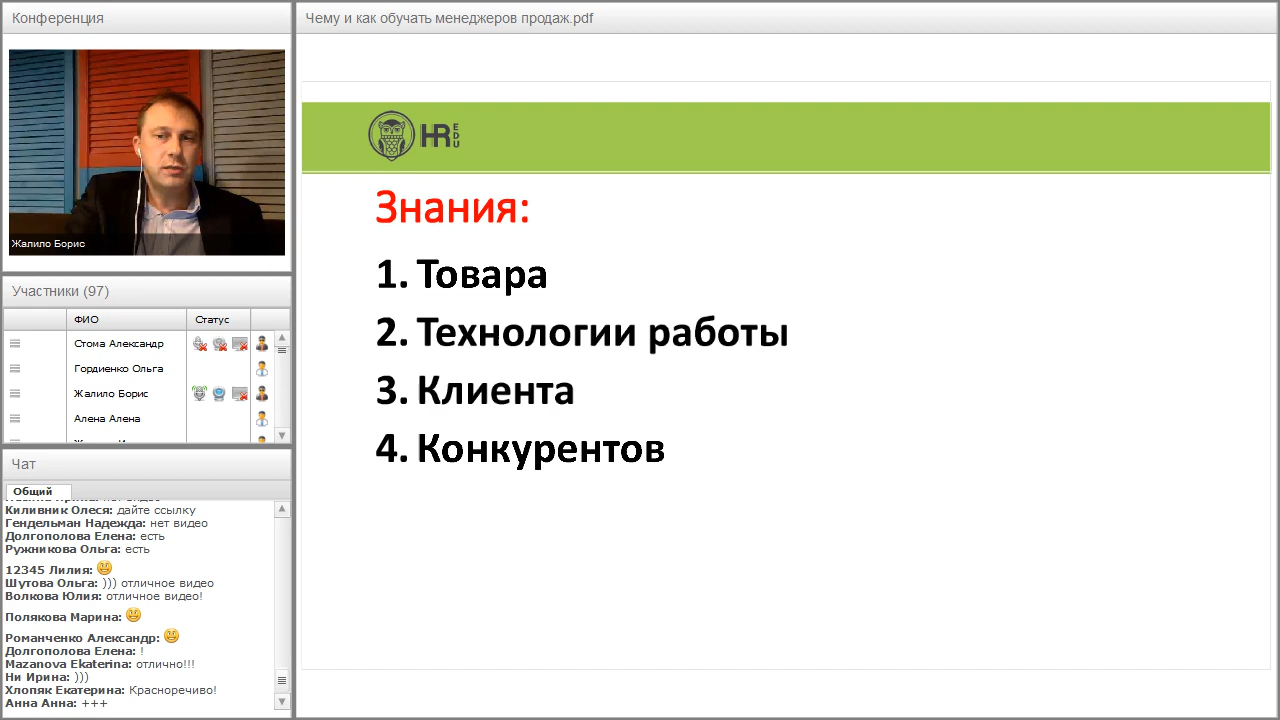 Конференция
Жалило Борис
Участники (97)
ФИО Статус
Стома Александр
Гордиенко Ольга
Жалило Борис
Алена Алена
Чат
Общий
Киливник Олеся: дайте ссылку
Гендельман Надежда: нет видео
Долгополова Елена: есть
Ружникова Ольга: есть
12345 Лилия:
Шутова Ольга: ))) отличное видео
Волкова Юлия: отличное видео!
Полякова Марина:
Романченко Александр:
Долгополова Елена: !
Mazanova Ekaterina: отлично!!!
Ни Ирина: )))
Хлопяк Екатерина: Красноречиво!
Анна Анна: +++
Чему и как обучать менеджеров продаж.pdf
HR EDU
Знания:
1. Товара
2. Технологии работы
3. Клиента
4. Конкурентов